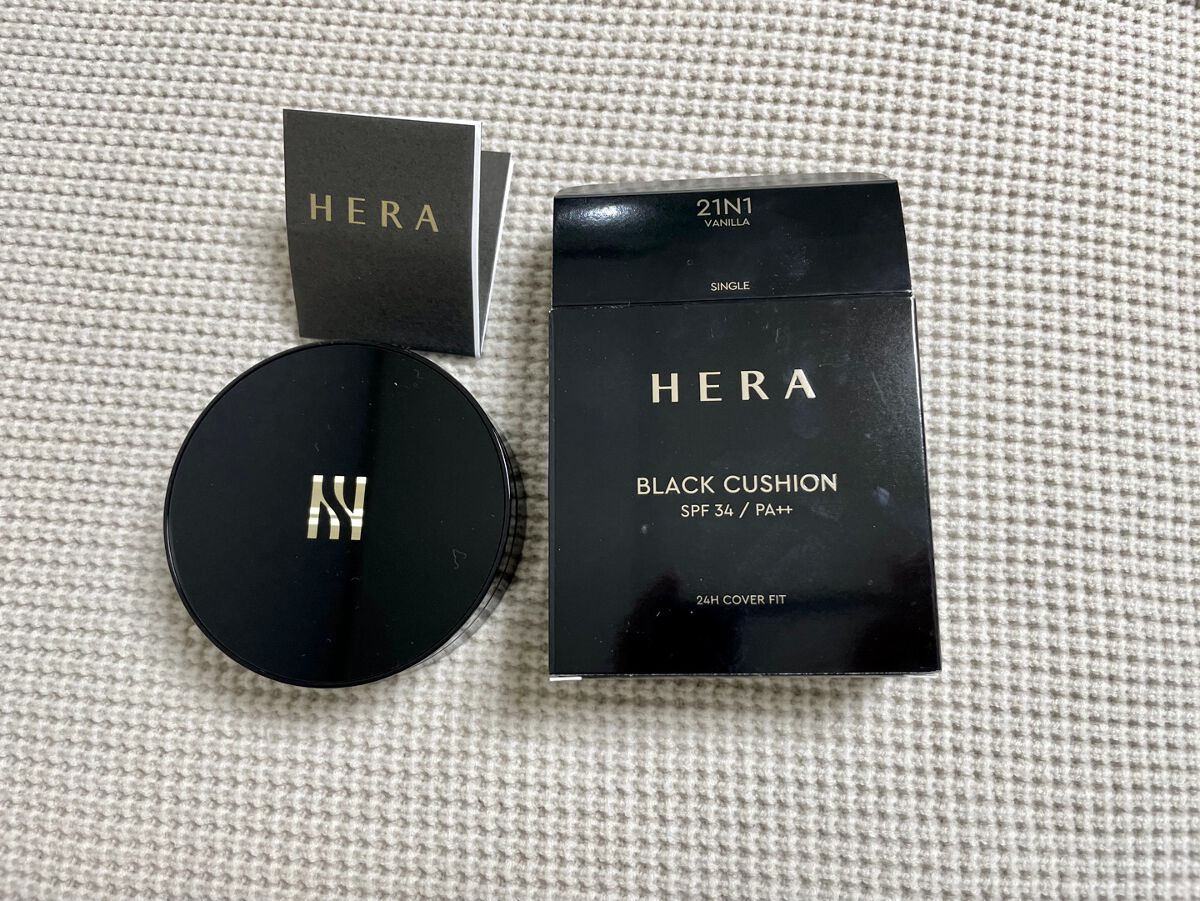 HERA
21N1
VANILLA
SINGLE
HERA
BLACK CUSHION
SPF 34 / PA++
24H COVER FIT